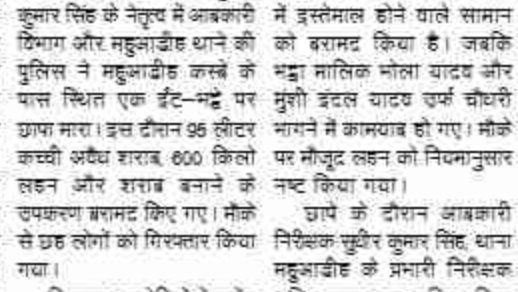 कुमार सिंह के नेतृत्व में आबकारी
विभाग और महुआडीह थाने की
पुलिस ने महुआडीह कस्बे के
पास स्थित एक ईंट–भट्ठे पर
छापा मारा। इस दौरान 95 लीटर
कच्ची अवैध शराब, 600 किलो
लहन और शराब बनाने के
उपकरण बरामद किए गए। मौके
से छह लोगों को गिरफ्तार किया
गया।
में इस्तेमाल होने वाले सामान
को बरामद किया है। जबकि
भट्ठा मालिक भोला यादव और
मुंशी इंदल यादव उर्फ चौधरी
भागने में कामयाब हो गए। मौके
पर मौजूद लहन को नियमानुसार
नष्ट किया गया।
छापे के दौरान आबकारी
निरीक्षक सुधीर कुमार सिंह, थाना
महुआडीह के प्रभारी निरीक्षक